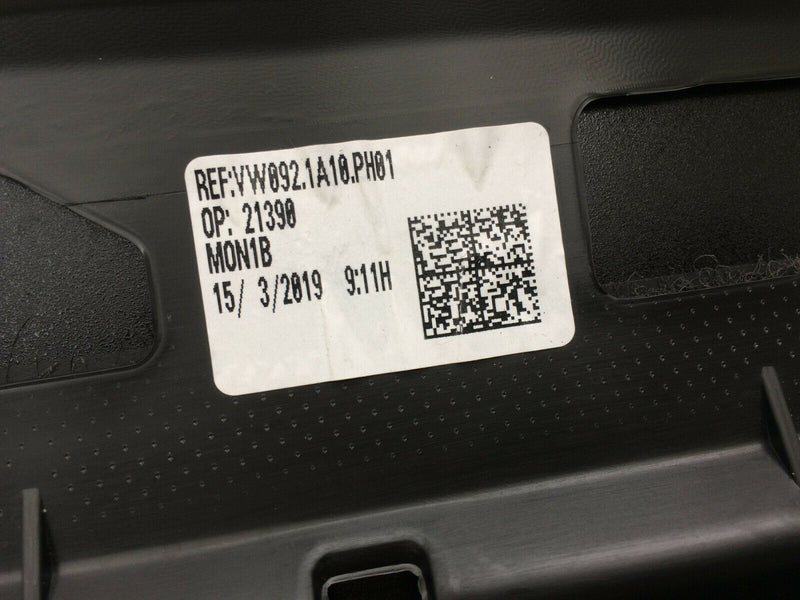 REF:VW092.1A10.PH01
OP: 21390
MON1B
15/ 3/2019 9:11H